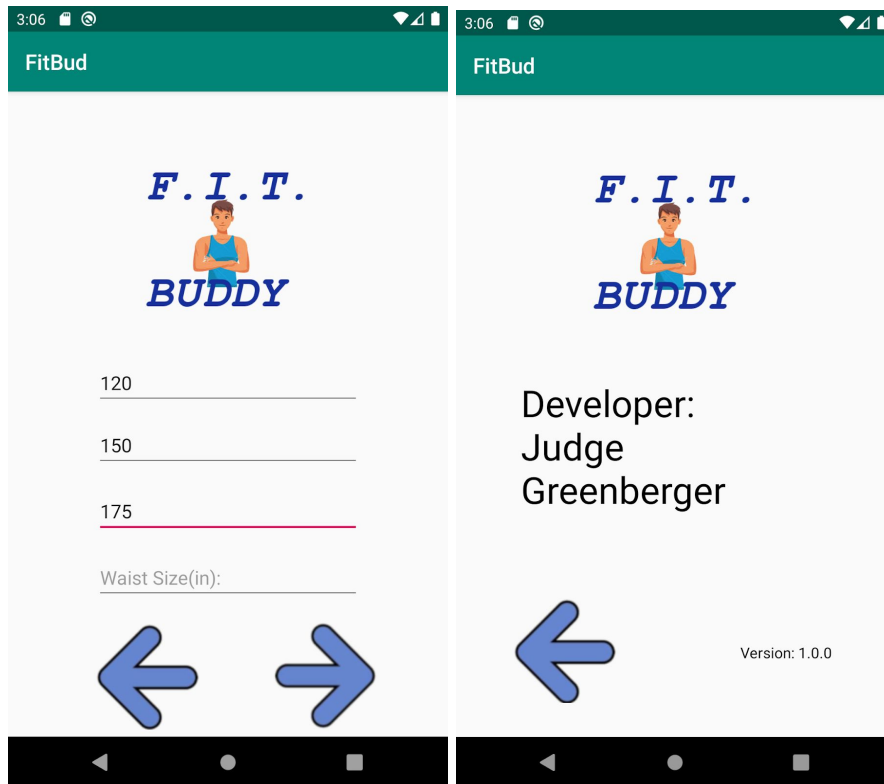 3:06
FitBud
F.I.T.
BUDDY
120
150
175
Waist Size(in):
3:06
FitBud
F.I.T.
BUDDY
Developer:
Judge
Greenberger
Version: 1.0.0